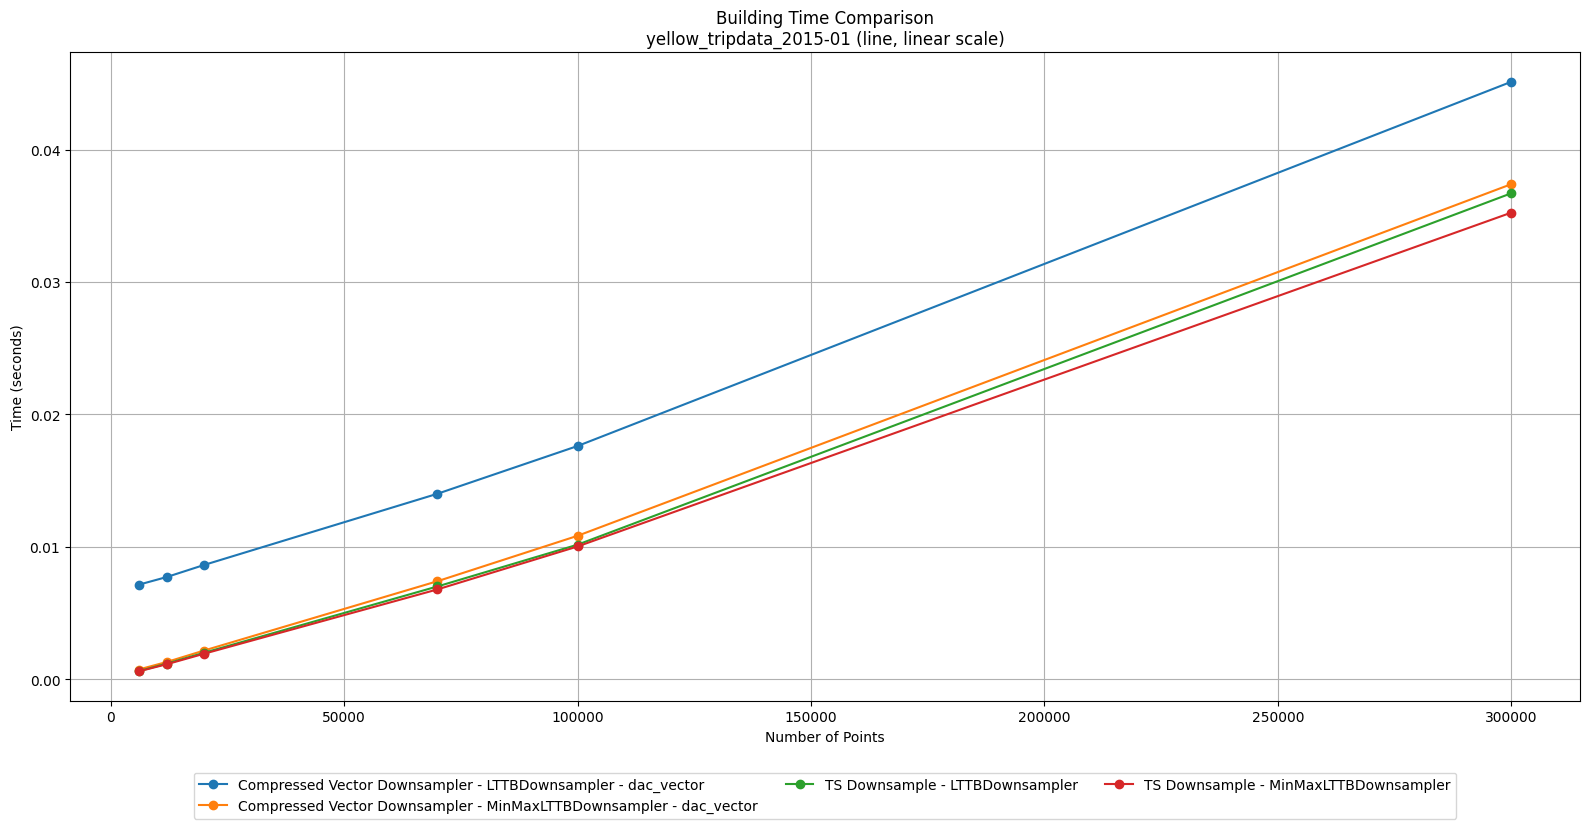 Building Time Comparison
yellow_tripdata_2015-01 (line, linear scale)
Time (seconds)
0.04
0.03
0.02
0.01
0.00
0
50000
100000
150000
200000
250000
300000
Number of Points
Compressed Vector Downsampler - LTTBDownsampler - dac_vector
Compressed Vector Downsampler - MinMaxLTTBDownsampler - dac_vector
TS Downsample - LTTBDownsampler
TS Downsample - MinMaxLTTBDownsampler